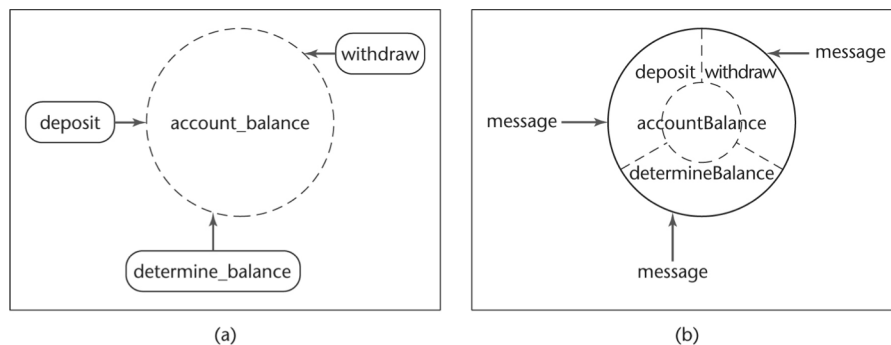 withdraw
deposit
account_balance
determine_balance
(a)
message
deposit
withdraw
message
accountBalance
determineBalance
message
(b)